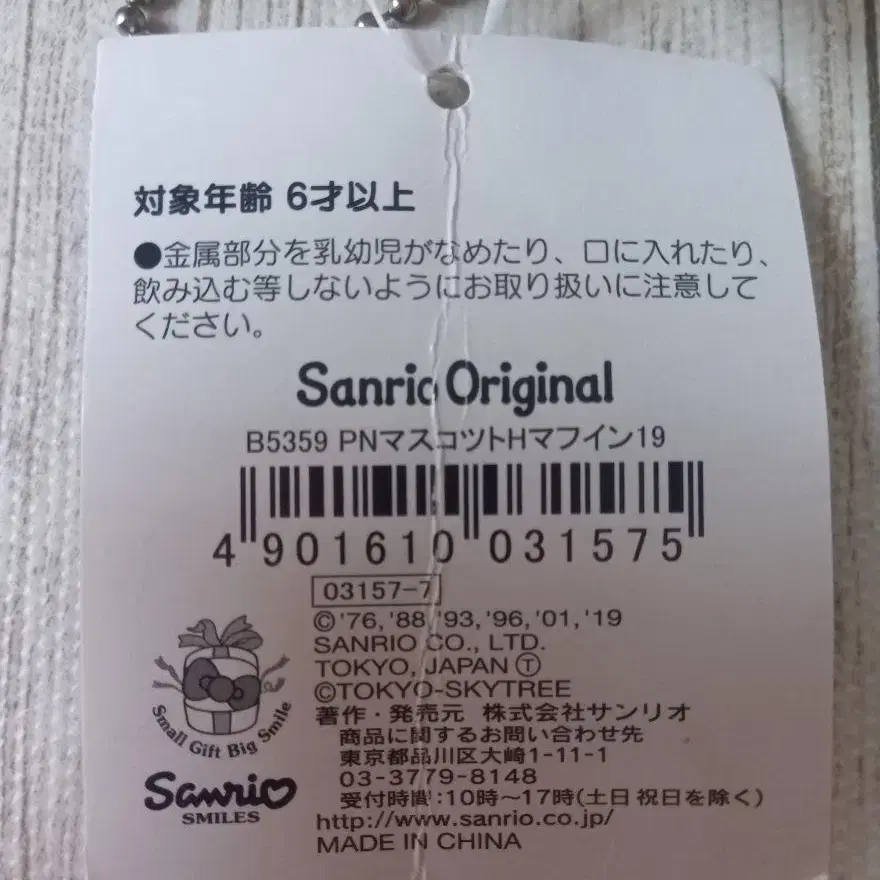 対象年齢 6才以上
●金属部分を乳幼児がなめたり、口に入れたり、
飲み込む等しないようにお取り扱いに注意して
ください。
Sanrio Original
B5359 PNマスコツトHマフイン19
4 901610 031575
03157-7
©'76,'88,'93,'96,'01,'19
SANRIO CO., LTD.
TOKYO, JAPAN Ⓣ
©TOKYO-SKYTREE
著作・発売元 株式会社サンリオ
商品に関するお問い合わせ先
東京都品川区大崎1-11-1
03-3779-8148
受付時間:10時～17時(土日 祝日を除く)
http://www.sanrio.co.jp/
MADE IN CHINA
Small Gift Big Smile
Sanrio
SMILES